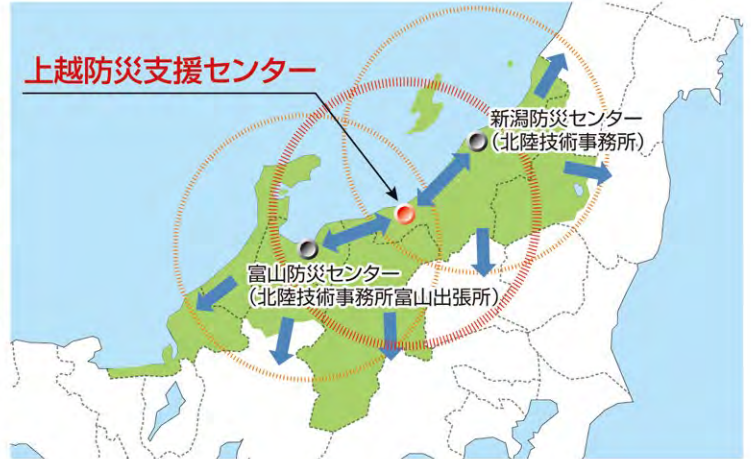 上越防災支援センター
新潟防災センター
（北陸技術事務所）
富山防災センター
（北陸技術事務所富山出張所）